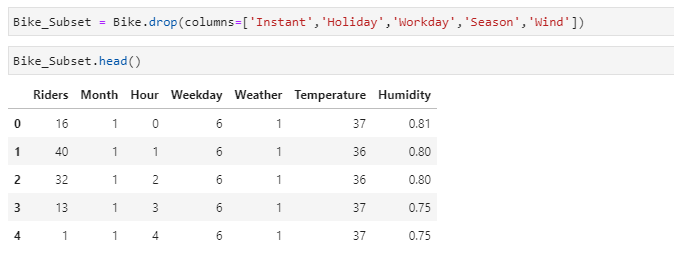 Bike_Subset = Bike.drop(columns=['Instant','Holiday','Workday','Season','Wind'])
Bike_Subset.head()
Riders Month Hour Weekday Weather Temperature Humidity
0 16 1 0 6 1 37 0.81
1 40 1 1 6 1 36 0.80
2 32 1 2 6 1 36 0.80
3 13 1 3 6 1 37 0.75
4 1 1 4 6 1 37 0.75